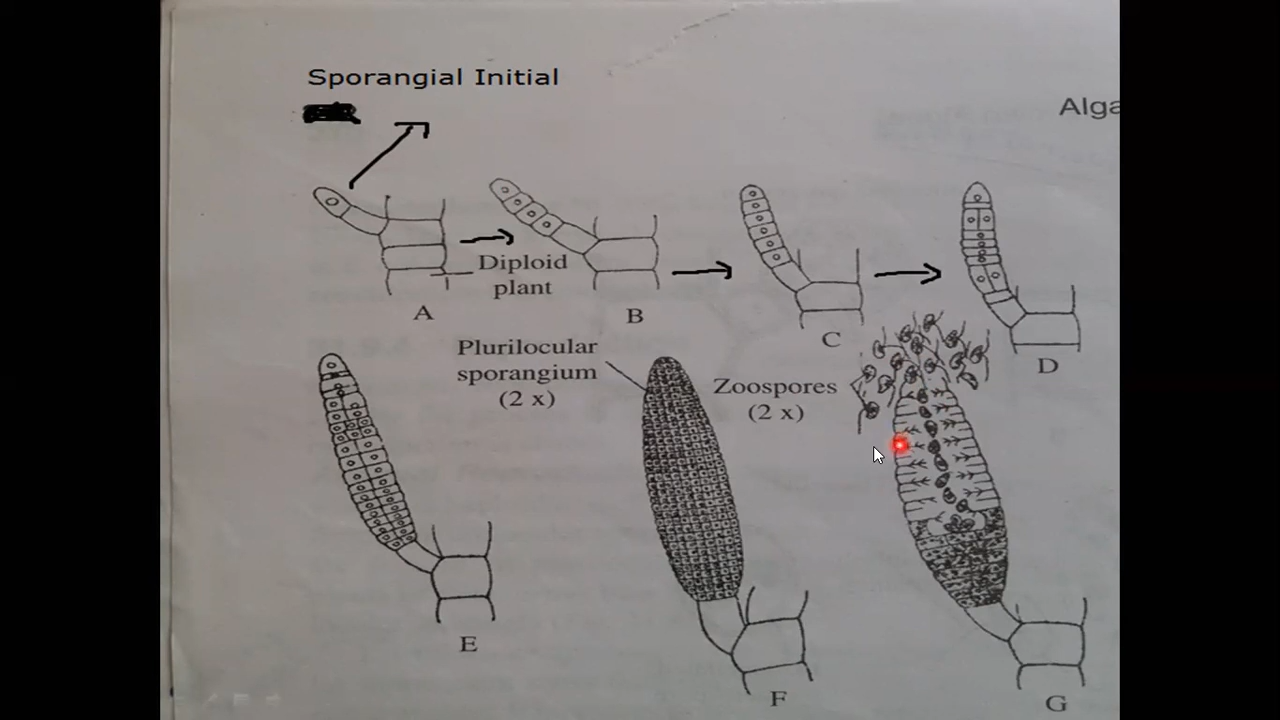 Sporangial Initial
Alga
Diploid
plant
A
B
C
D
Plurilocular
sporangium
(2 x)
Zoospores
(2 x)
E
F
G